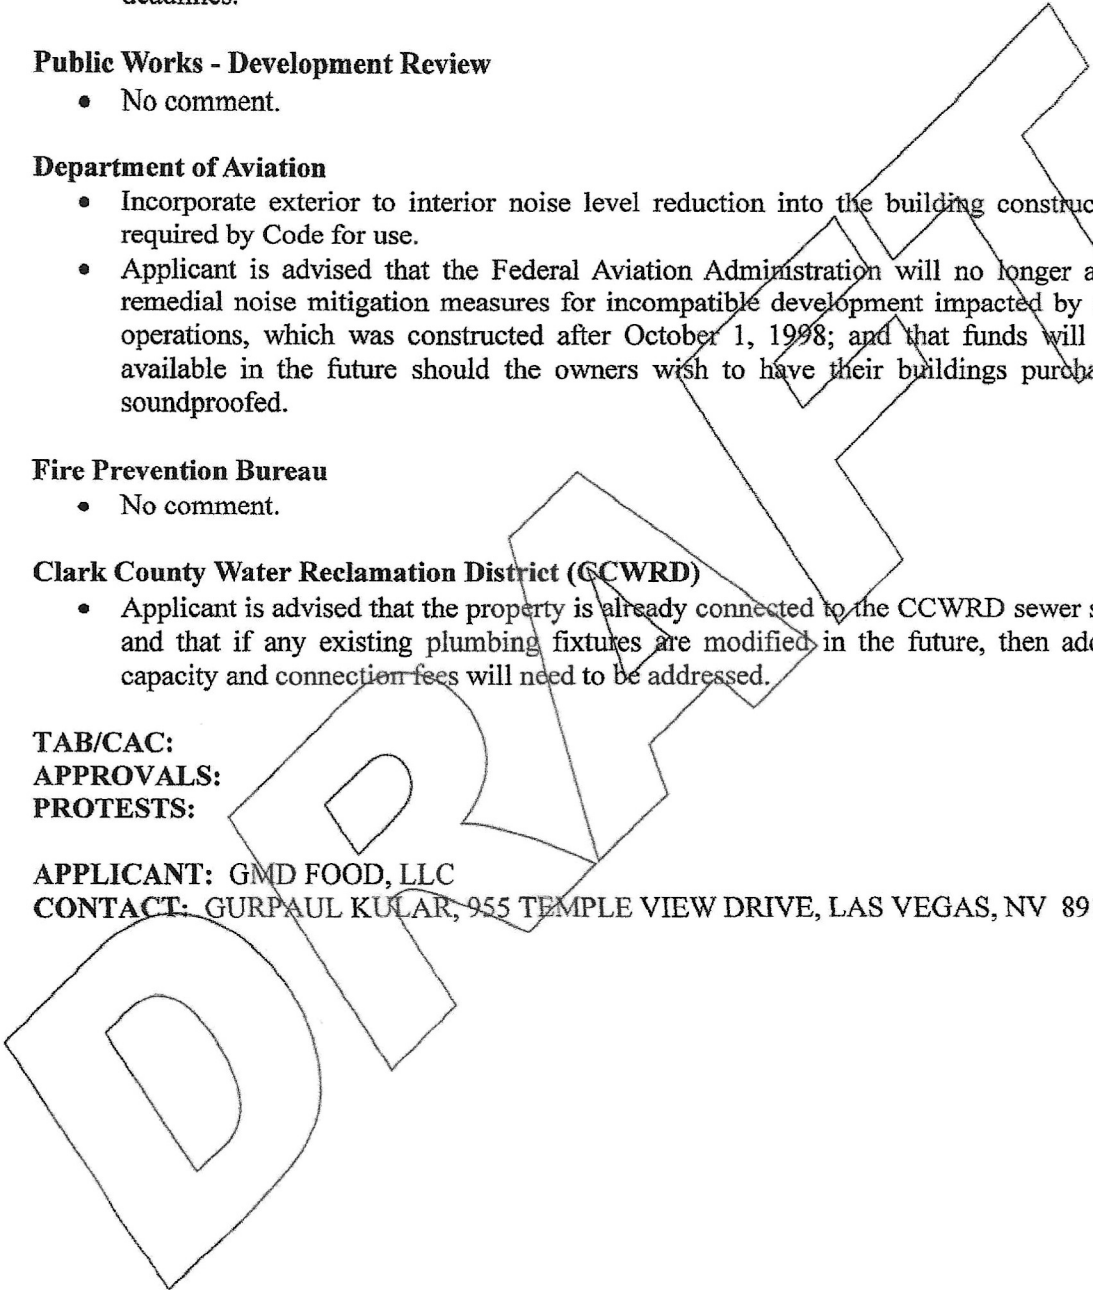 deadlines.
Public Works - Development Review
• No comment.
Department of Aviation
• Incorporate exterior to interior noise level reduction into the building construc
required by Code for use.
• Applicant is advised that the Federal Aviation Administration will no longer a
remedial noise mitigation measures for incompatible development impacted by
operations, which was constructed after October 1, 1998; and that funds will
available in the future should the owners wish to have their buildings purcha
soundproofed.
Fire Prevention Bureau
• No comment.
Clark County Water Reclamation District (CCWRD)
• Applicant is advised that the property is already connected to the CCWRD sewer s
and that if any existing plumbing fixtures are modified in the future, then add
capacity and connection fees will need to be addressed.
TAB/CAC:
APPROVALS:
PROTESTS:
APPLICANT: GMD FOOD, LLC
CONTACT: GURPAUL KULAR, 955 TEMPLE VIEW DRIVE, LAS VEGAS, NV 89
DRAFT